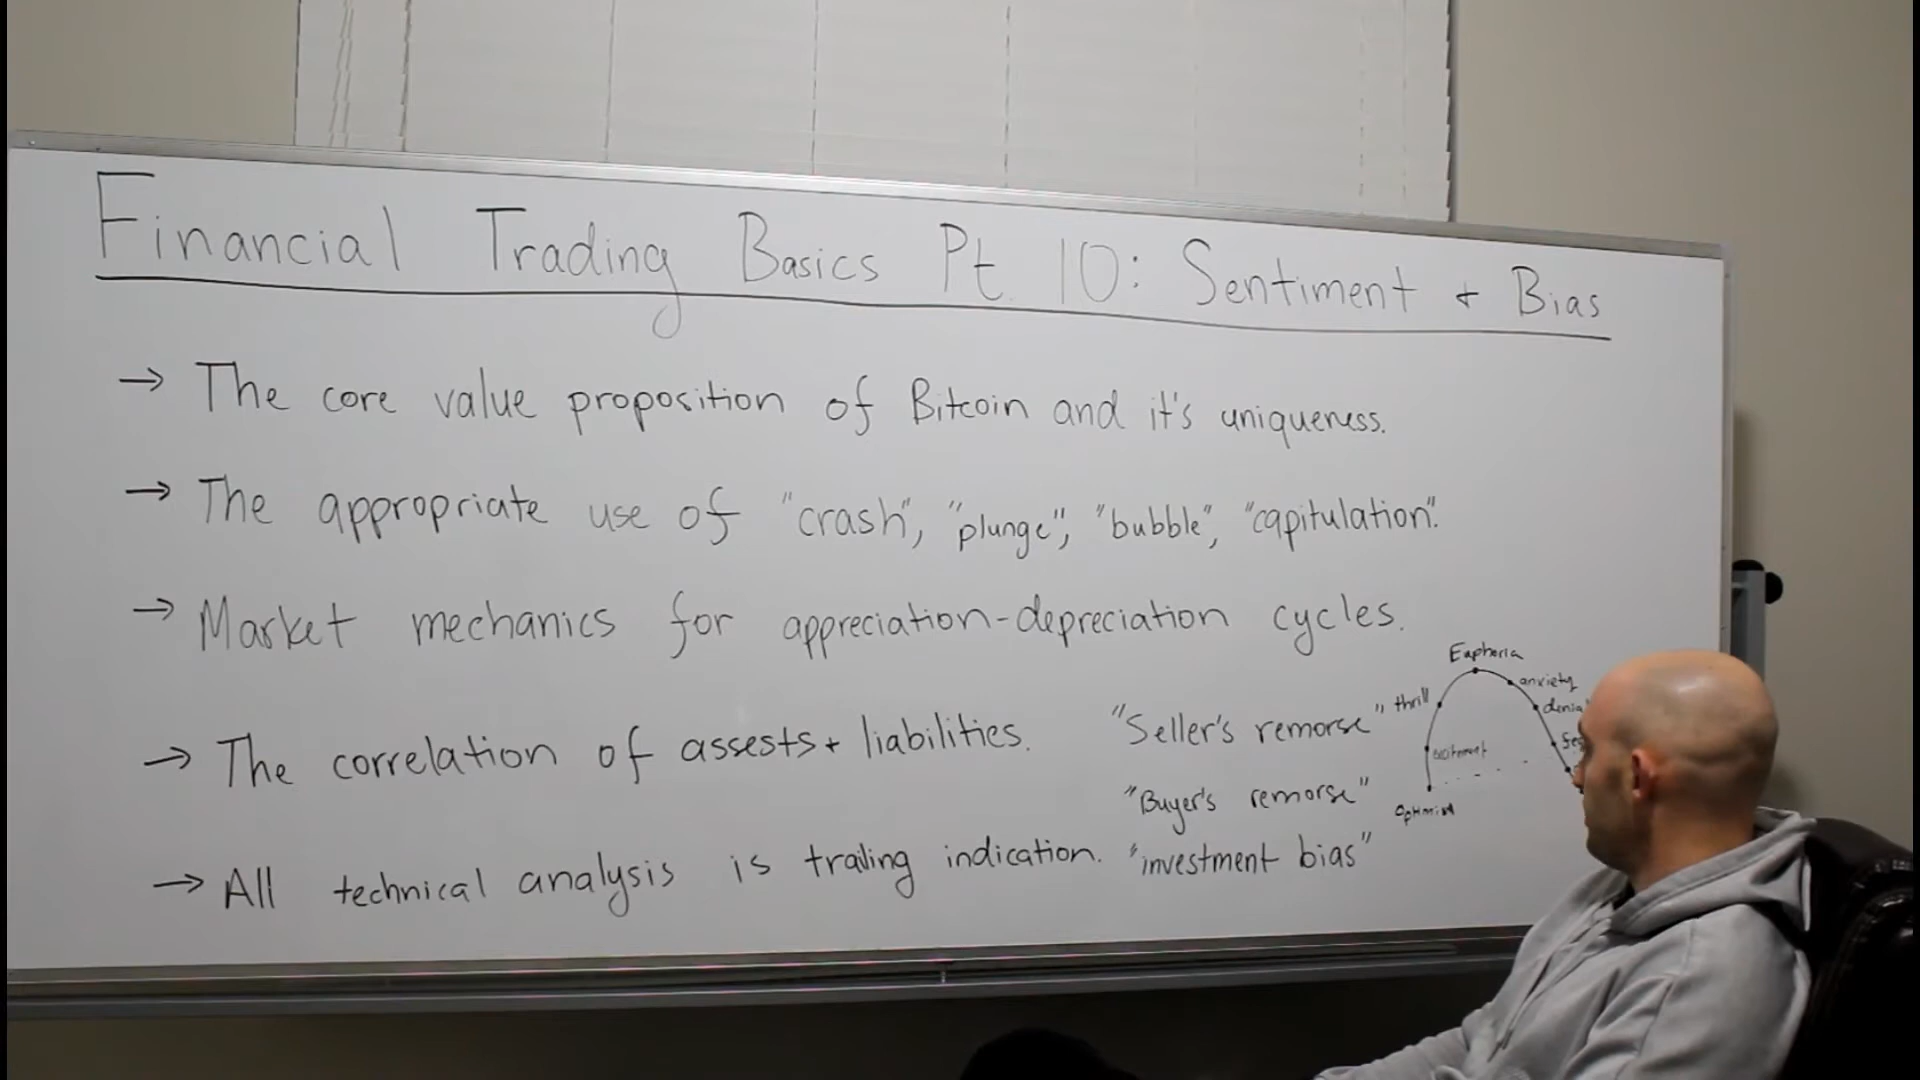 Financial Trading Basics Pt. 10: Sentiment + Bias
→ The core value proposition of Bitcoin and it's uniqueness.
→ The appropriate use of "crash", "plunge", "bubble", "capitulation".
→ Market mechanics for appreciation-depreciation cycles.
→ The correlation of assests + liabilities.
→ All technical analysis is trailing indication.
"Seller's remorse"
"Buyer's remorse"
"investment bias"
Euphoria
anxiety
thrill
excitement